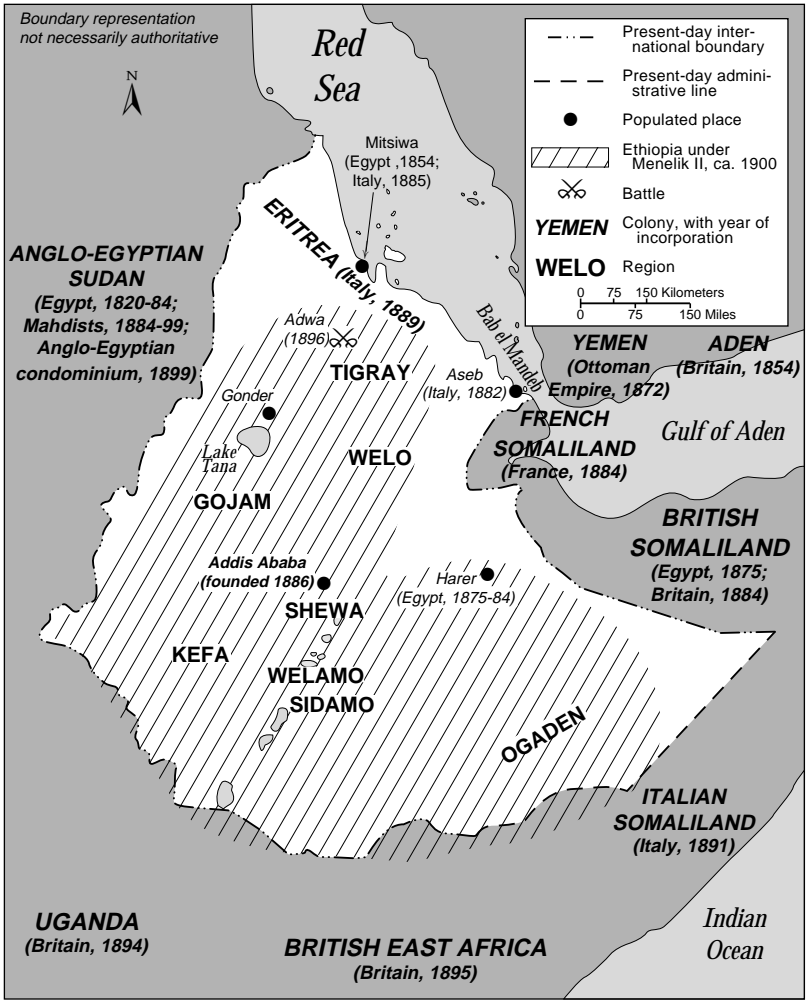 Boundary representation
not necessarily authoritative
N
Red
Sea
Mitsiwa
(Egypt ,1854;
Italy, 1885)
Present-day inter-
national boundary
Present-day admini-
strative line
Populated place
Ethiopia under
Menelik II, ca. 1900
Battle
YEMEN
Colony, with year of
incorporation
WELO
Region
0 75 150 Kilometers
0 75 150 Miles
ERITREA (Italy, 1889)
ANGLO-EGYPTIAN
SUDAN
(Egypt, 1820-84;
Mahdists, 1884-99;
Anglo-Egyptian
condominium, 1899)
Adwa
(1896)
TIGRAY
Bab el Mandeb
YEMEN
(Ottoman
Empire, 1872)
ADEN
(Britain, 1854)
Aseb
(Italy, 1882)
Gonder
Lake
Tana
WELO
FRENCH
SOMALILAND
(France, 1884)
Gulf of Aden
GOJAM
BRITISH
SOMALILAND
(Egypt, 1875;
Britain, 1884)
Addis Ababa
(founded 1886)
Harer
(Egypt, 1875-84)
SHEWA
KEFA
WELAMO
SIDAMO
OGADEN
ITALIAN
SOMALILAND
(Italy, 1891)
UGANDA
(Britain, 1894)
BRITISH EAST AFRICA
(Britain, 1895)
Indian
Ocean